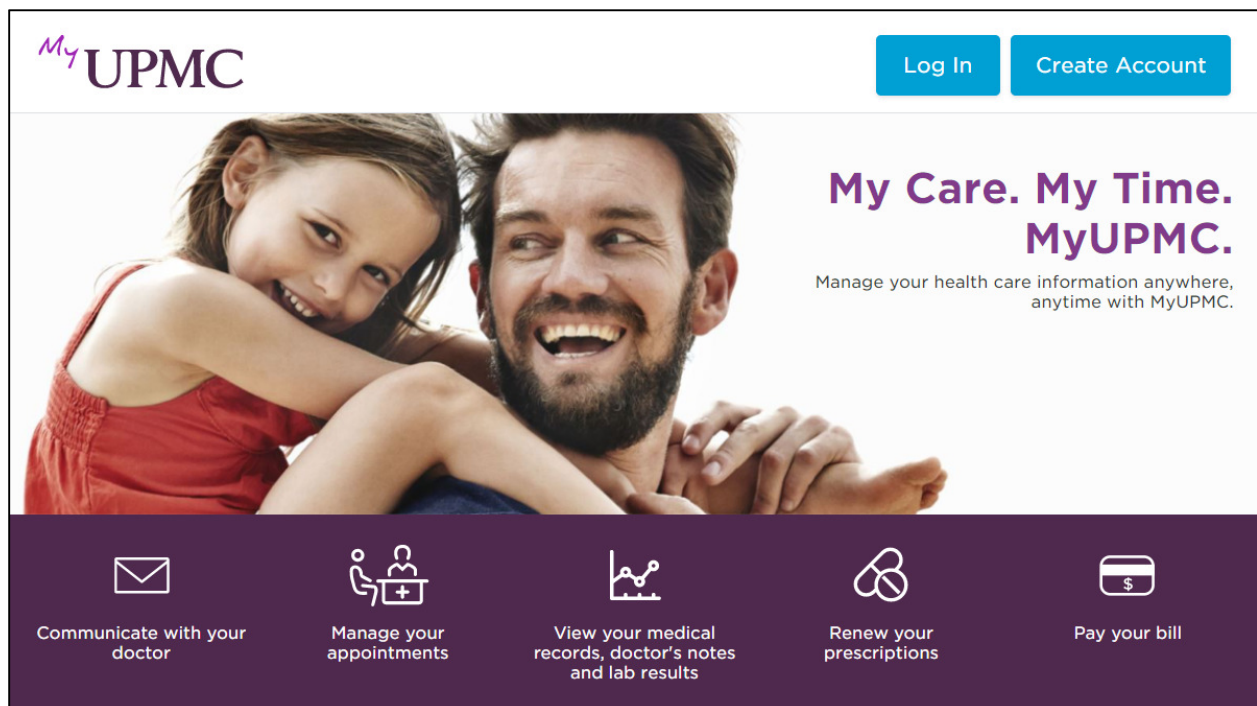 My UPMC
Log In
Create Account
My Care. My Time.
MyUPMC.
Manage your health care information anywhere,
anytime with MyUPMC.
Communicate with your
doctor
Manage your
appointments
View your medical
records, doctor's notes
and lab results
Renew your
prescriptions
$
Pay your bill